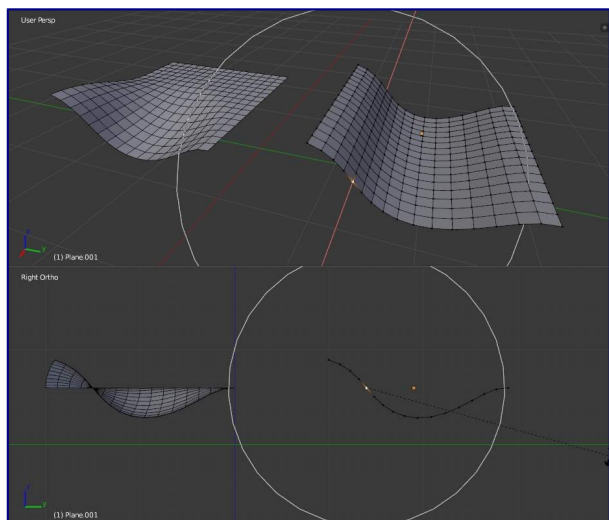 User Persp
z
y
(1) Plane.001
Right Ortho
z
y
(1) Plane.001